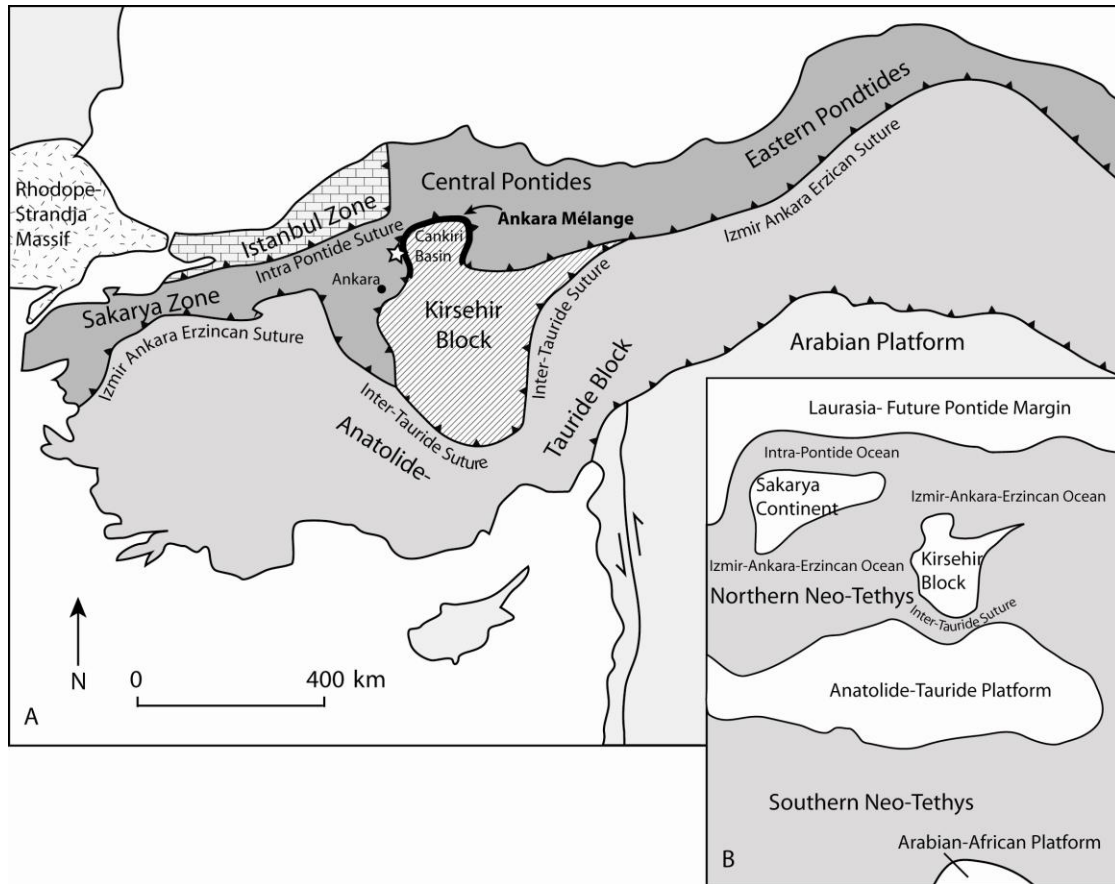 Rhodope-
Strandja
Massif
Istanbul Zone
Intra Pontide Suture
Sakarya Zone
Izmir Ankara Erzincan Suture
Central Pontides
Ankara Mélange
Cankiri
Basin
Ankara
Kirsehir
Block
Eastern Pondtides
Izmir Ankara Erzican Suture
Inter-Tauride Suture
Inter-Tauride Suture
Anatolide-
Tauride Block
Arabian Platform
N
0
400 km
A
Laurasia- Future Pontide Margin
Intra-Pontide Ocean
Sakarya
Continent
Izmir-Ankara-Erzincan Ocean
Izmir-Ankara-Erzincan Ocean
Kirsehir
Block
Northern Neo-Tethys
Inter-Tauride Suture
Anatolide-Tauride Platform
Southern Neo-Tethys
Arabian-African Platform
B